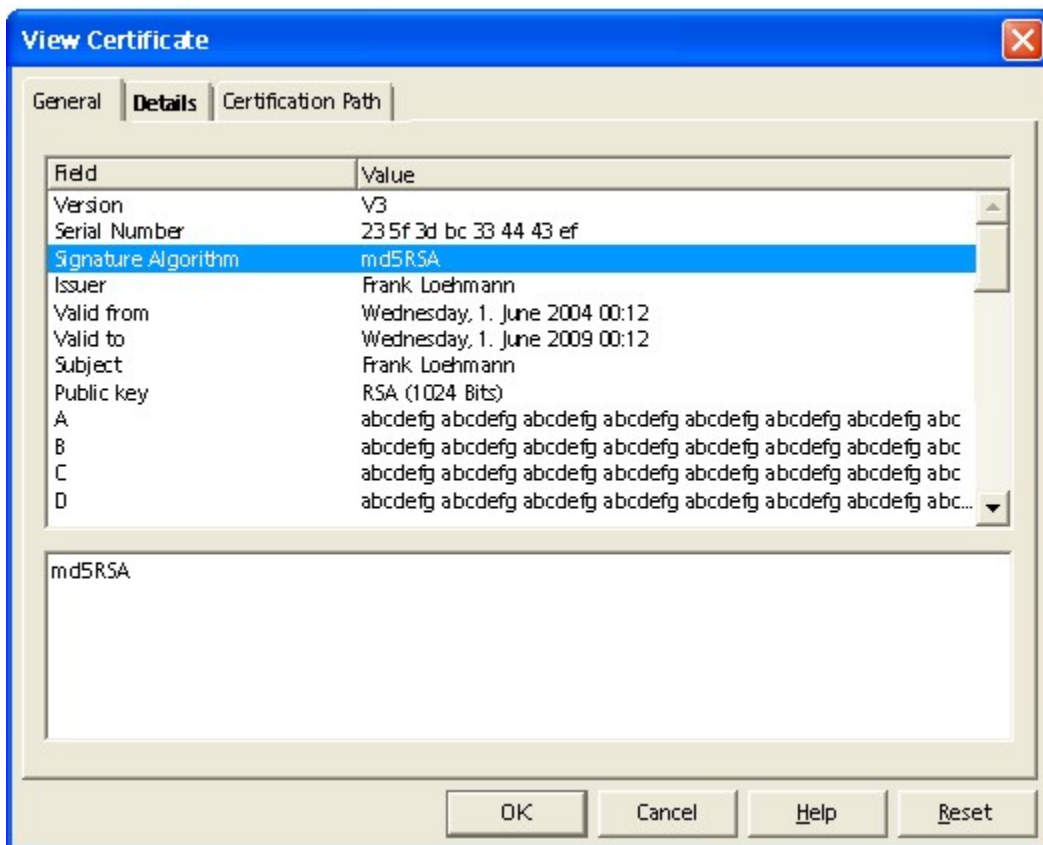 View Certificate
General Details Certification Path
Field Value
Version V3
Serial Number 23 5f 3d bc 33 44 43 ef
Signature Algorithm md5RSA
Issuer Frank Loehmann
Valid from Wednesday, 1. June 2004 00:12
Valid to Wednesday, 1. June 2009 00:12
Subject Frank Loehmann
Public key RSA (1024 Bits)
A abcdefg abcdefg abcdefg abcdefg abcdefg abcdefg abcdefg abc
B abcdefg abcdefg abcdefg abcdefg abcdefg abcdefg abcdefg abc
C abcdefg abcdefg abcdefg abcdefg abcdefg abcdefg abcdefg abc
D abcdefg abcdefg abcdefg abcdefg abcdefg abcdefg abcdefg abc...
md5RSA
OK Cancel Help Reset